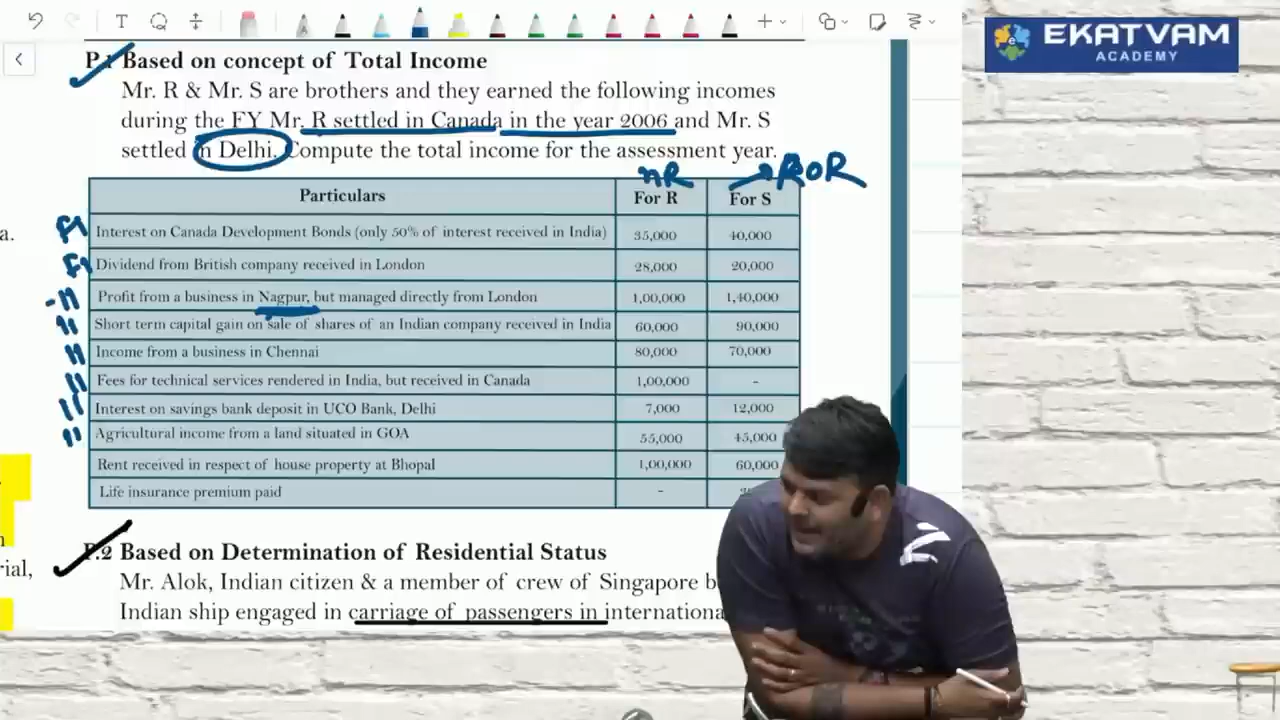 EKATVAM
ACADEMY
P.1 Based on concept of Total Income
Mr. R & Mr. S are brothers and they earned the following incomes
during the FY Mr. R settled in Canada in the year 2006 and Mr. S
settled in Delhi. Compute the total income for the assessment year.
nR ROR
Particulars For R For S
Interest on Canada Development Bonds (only 50% of interest received in India) 35,000 40,000
Dividend from British company received in London 28,000 20,000
Profit from a business in Nagpur, but managed directly from London 1,00,000 1,40,000
Short term capital gain on sale of shares of an Indian company received in India 60,000 90,000
Income from a business in Chennai 80,000 70,000
Fees for technical services rendered in India, but received in Canada 1,00,000 -
Interest on savings bank deposit in UCO Bank, Delhi 7,000 12,000
Agricultural income from a land situated in GOA 55,000 45,000
Rent received in respect of house property at Bhopal 1,00,000 60,000
Life insurance premium paid -
P.2 Based on Determination of Residential Status
Mr. Alok, Indian citizen & a member of crew of Singapore
Indian ship engaged in carriage of passengers in
a.
rial,